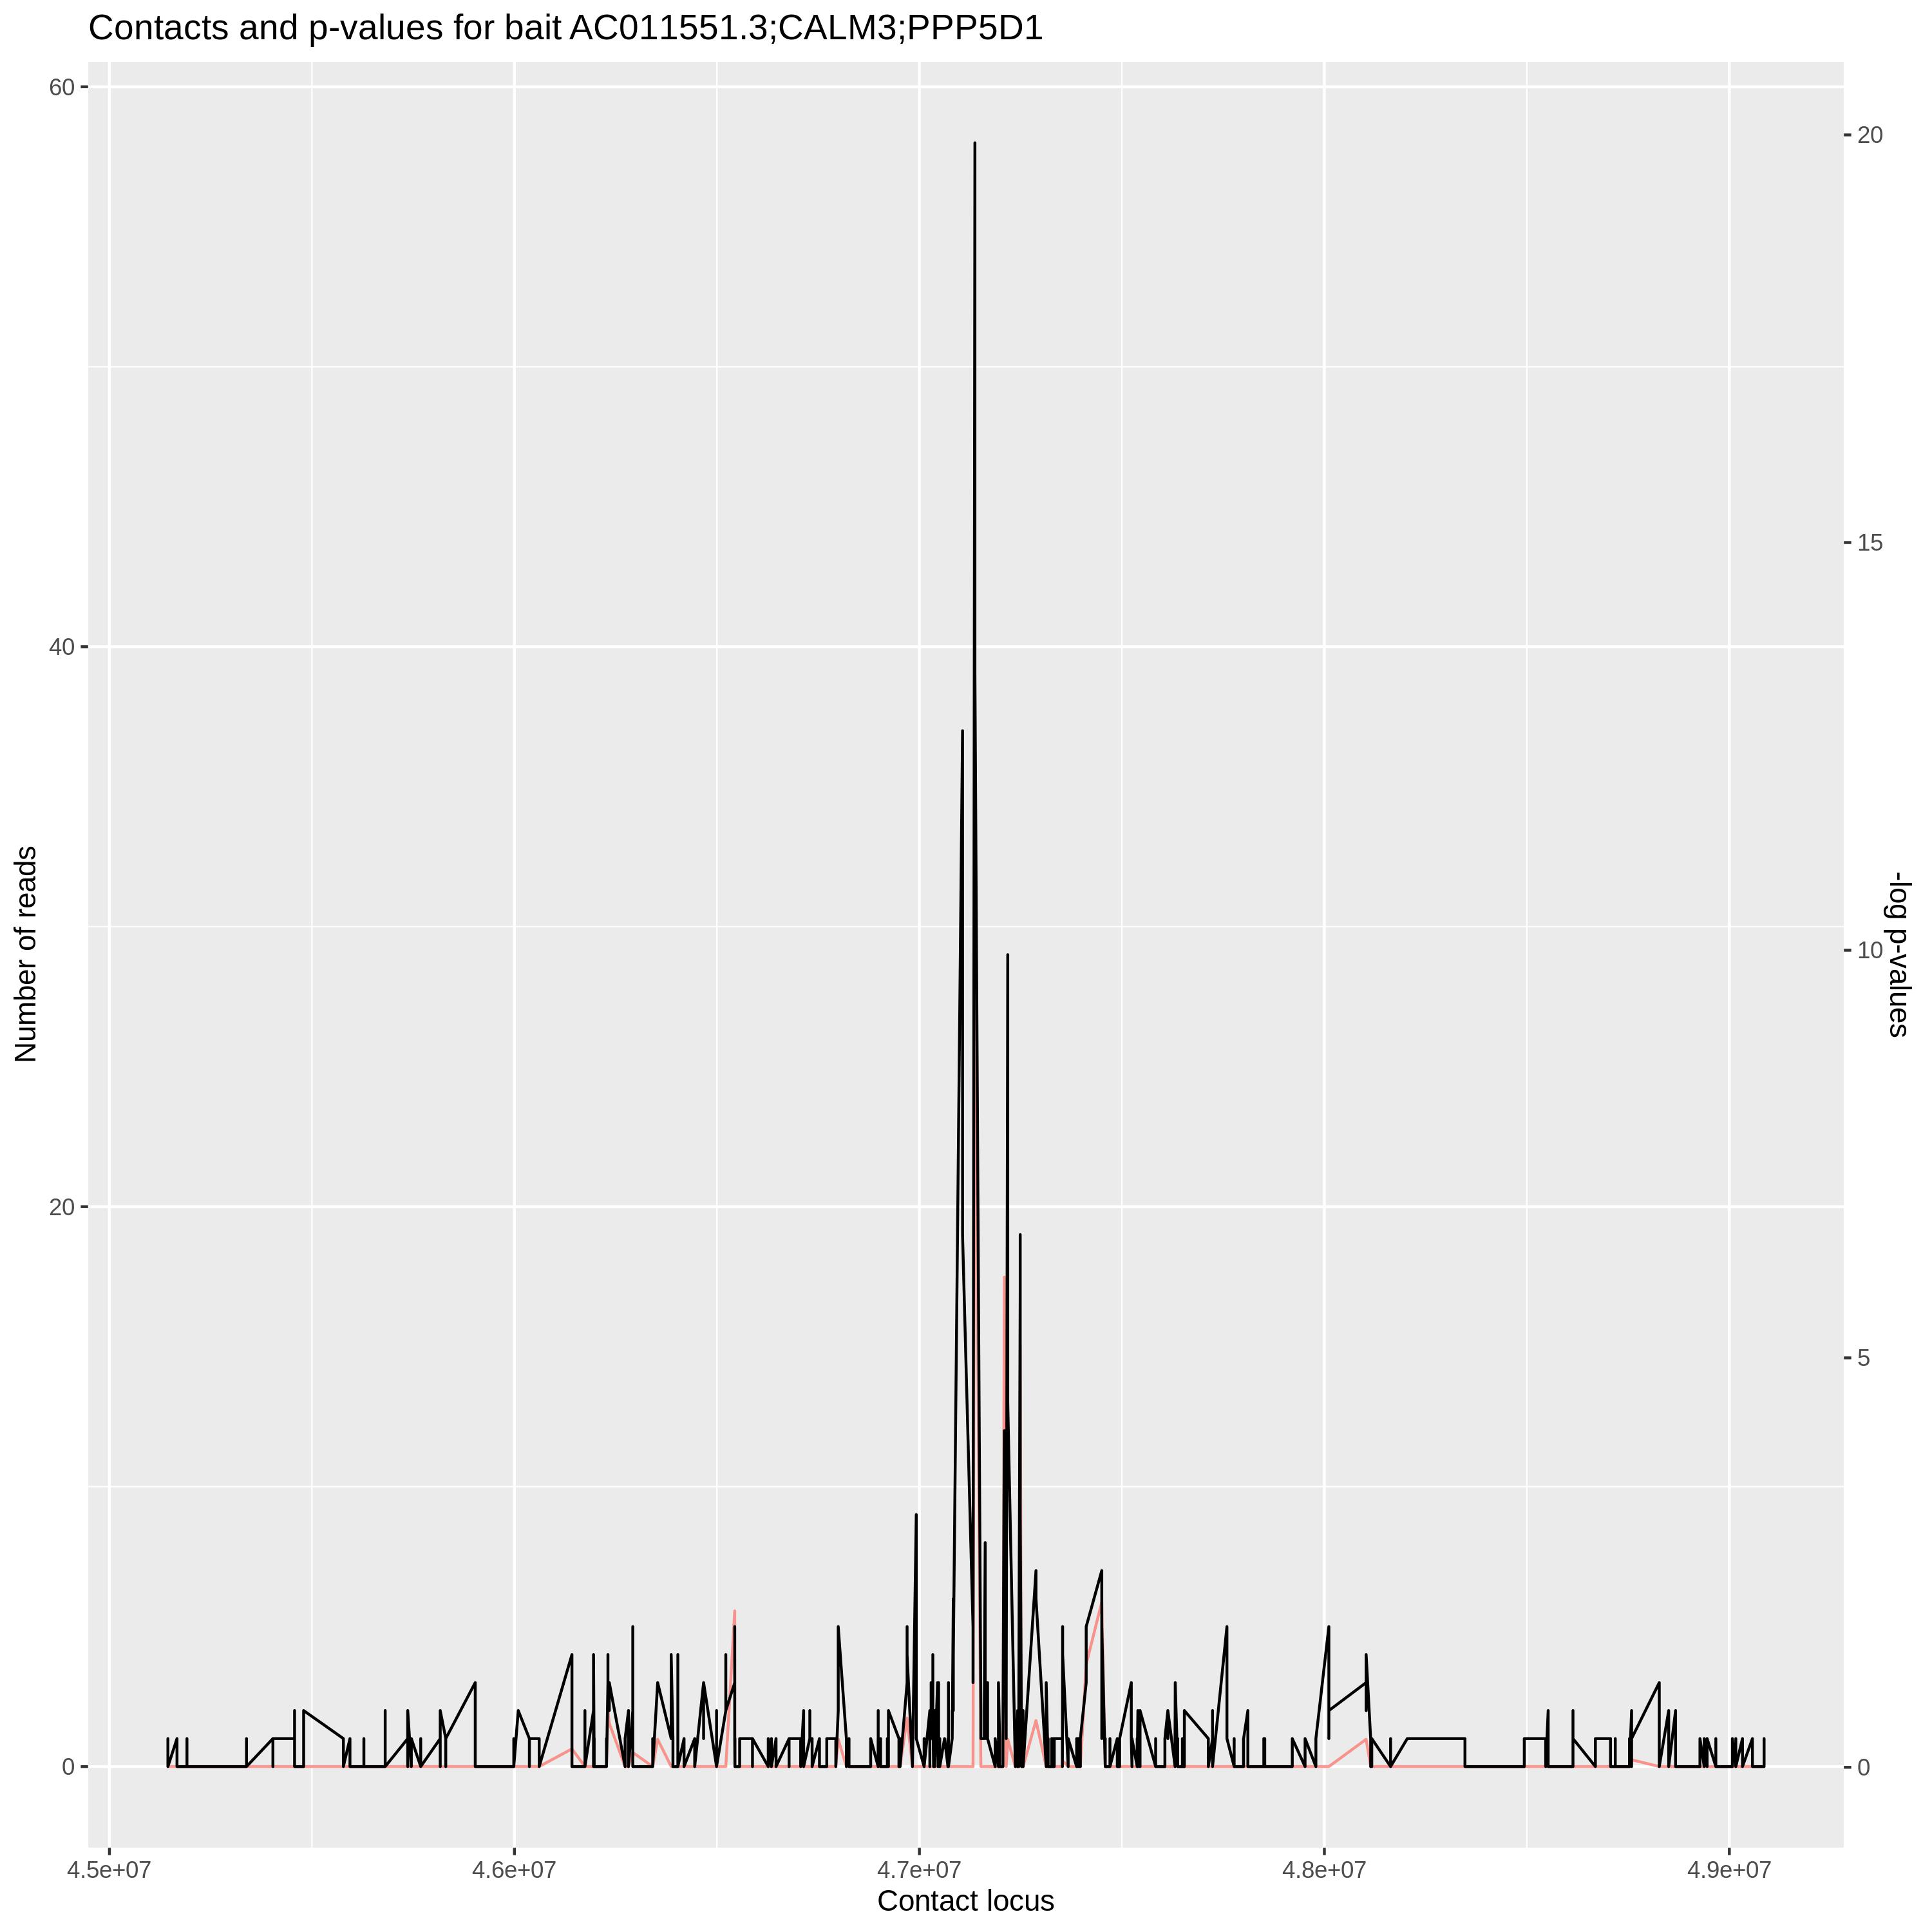 Contacts and p-values for bait AC011551.3;CALM3;PPP5D1
60
40
20
0
Number of reads
20
15
10
5
0
-log p-values
4.5e+07
4.6e+07
4.7e+07
4.8e+07
4.9e+07
Contact locus